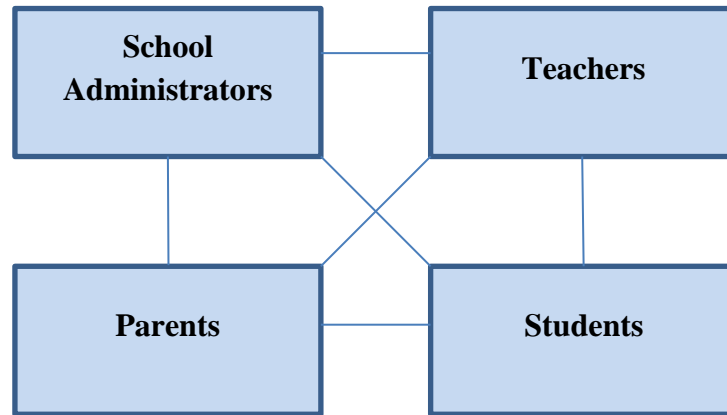 School
Administrators
Teachers
Parents
Students